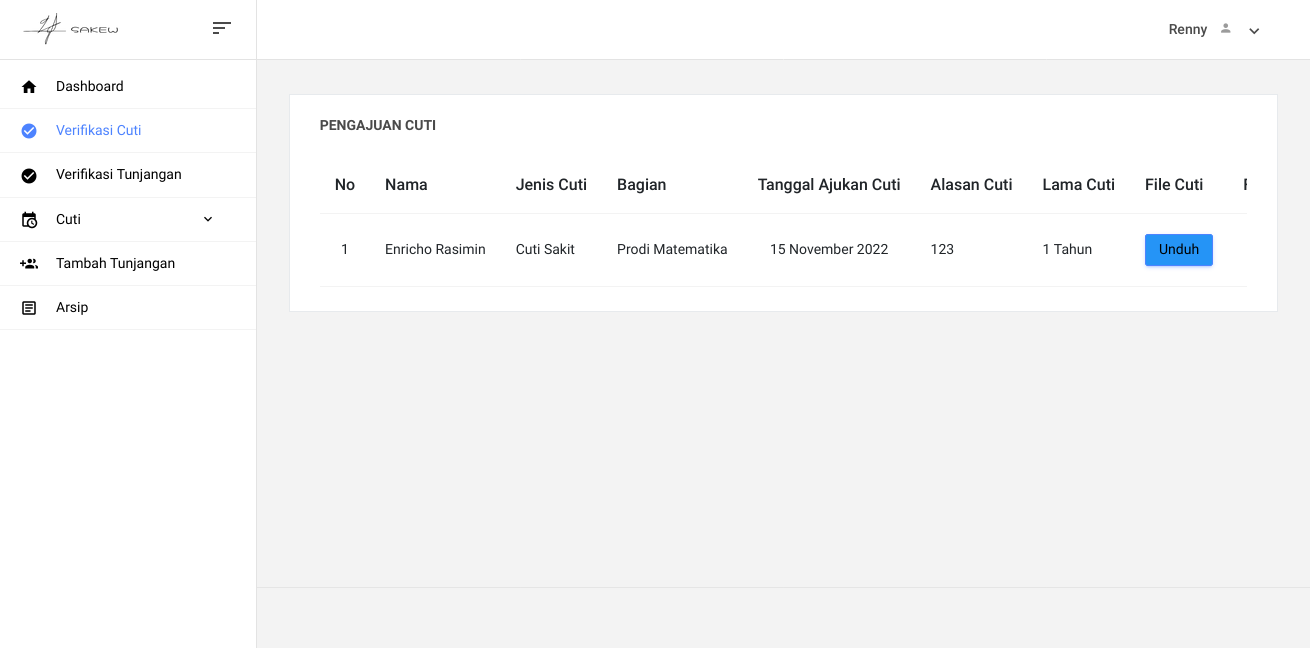 SAKEW
Renny
Dashboard
Verifikasi Cuti
Verifikasi Tunjangan
Cuti
Tambah Tunjangan
Arsip
PENGAJUAN CUTI
No Nama Jenis Cuti Bagian Tanggal Ajukan Cuti Alasan Cuti Lama Cuti File Cuti
1 Enricho Rasimin Cuti Sakit Prodi Matematika 15 November 2022 123 1 Tahun Unduh